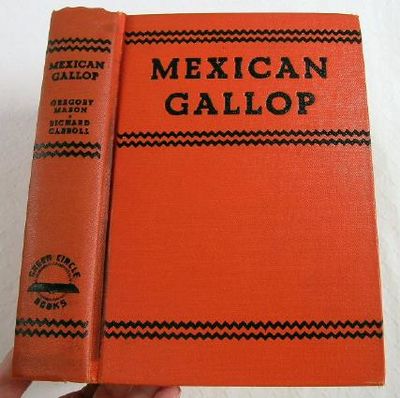 MEXICAN
GALLOP
GREGORY
MASON
RICHARD
CARROLL
GREEN CIRCLE
BOOKS
MEXICAN
GALLOP